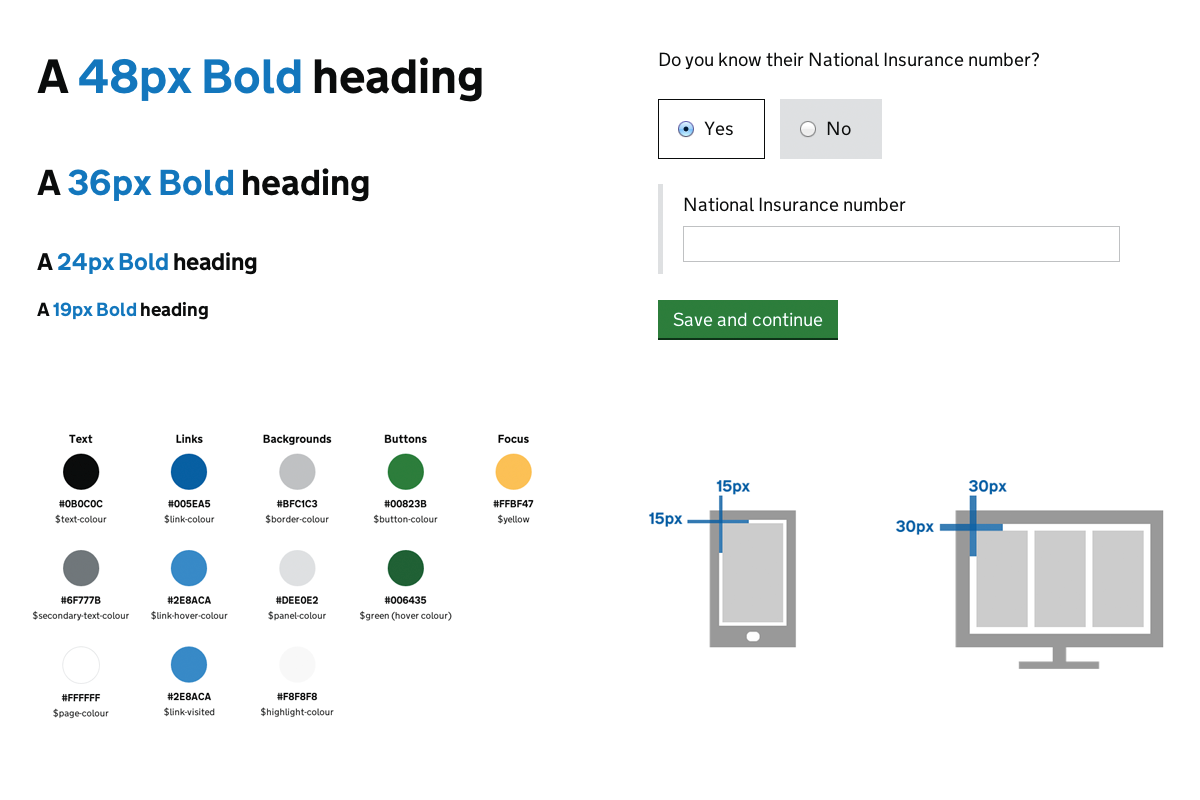 A 48px Bold heading
A 36px Bold heading
A 24px Bold heading
A 19px Bold heading
Do you know their National Insurance number?
Yes
No
National Insurance number
Save and continue
Text
Links
Backgrounds
Buttons
Focus
#0B0C0C
#005EA5
#BFC1C3
#00823B
#FFBF47
$text-colour
$link-colour
$border-colour
$button-colour
$yellow
#6F777B
#2E8ACA
#DEE0E2
#006435
$secondary-text-colour
$link-hover-colour
$panel-colour
$green (hover colour)
#FFFFFF
#2E8ACA
#F8F8F8
$page-colour
$link-visited
$highlight-colour
15px
15px
30px
30px